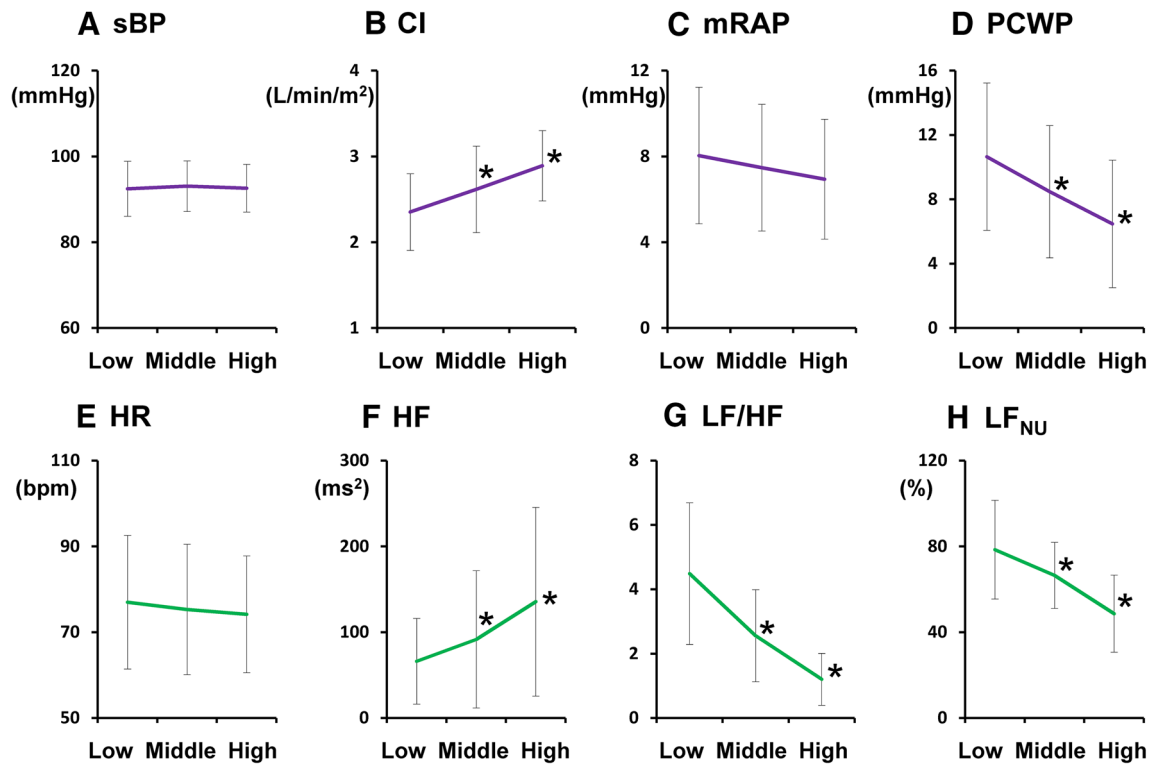 A sBP
120
(mmHg)
100
80
60
Low Middle High
B CI
4
(L/min/m²)
3
2
1
*
*
Low Middle High
C mRAP
12
(mmHg)
8
4
0
Low Middle High
D PCWP
16
(mmHg)
12
8
4
0
*
*
Low Middle High
E HR
110
(bpm)
90
70
50
Low Middle High
F HF
300
(ms²)
200
100
0
*
*
Low Middle High
G LF/HF
8
6
4
2
0
*
*
Low Middle High
H LFNU
120
(%)
80
40
0
*
*
Low Middle High